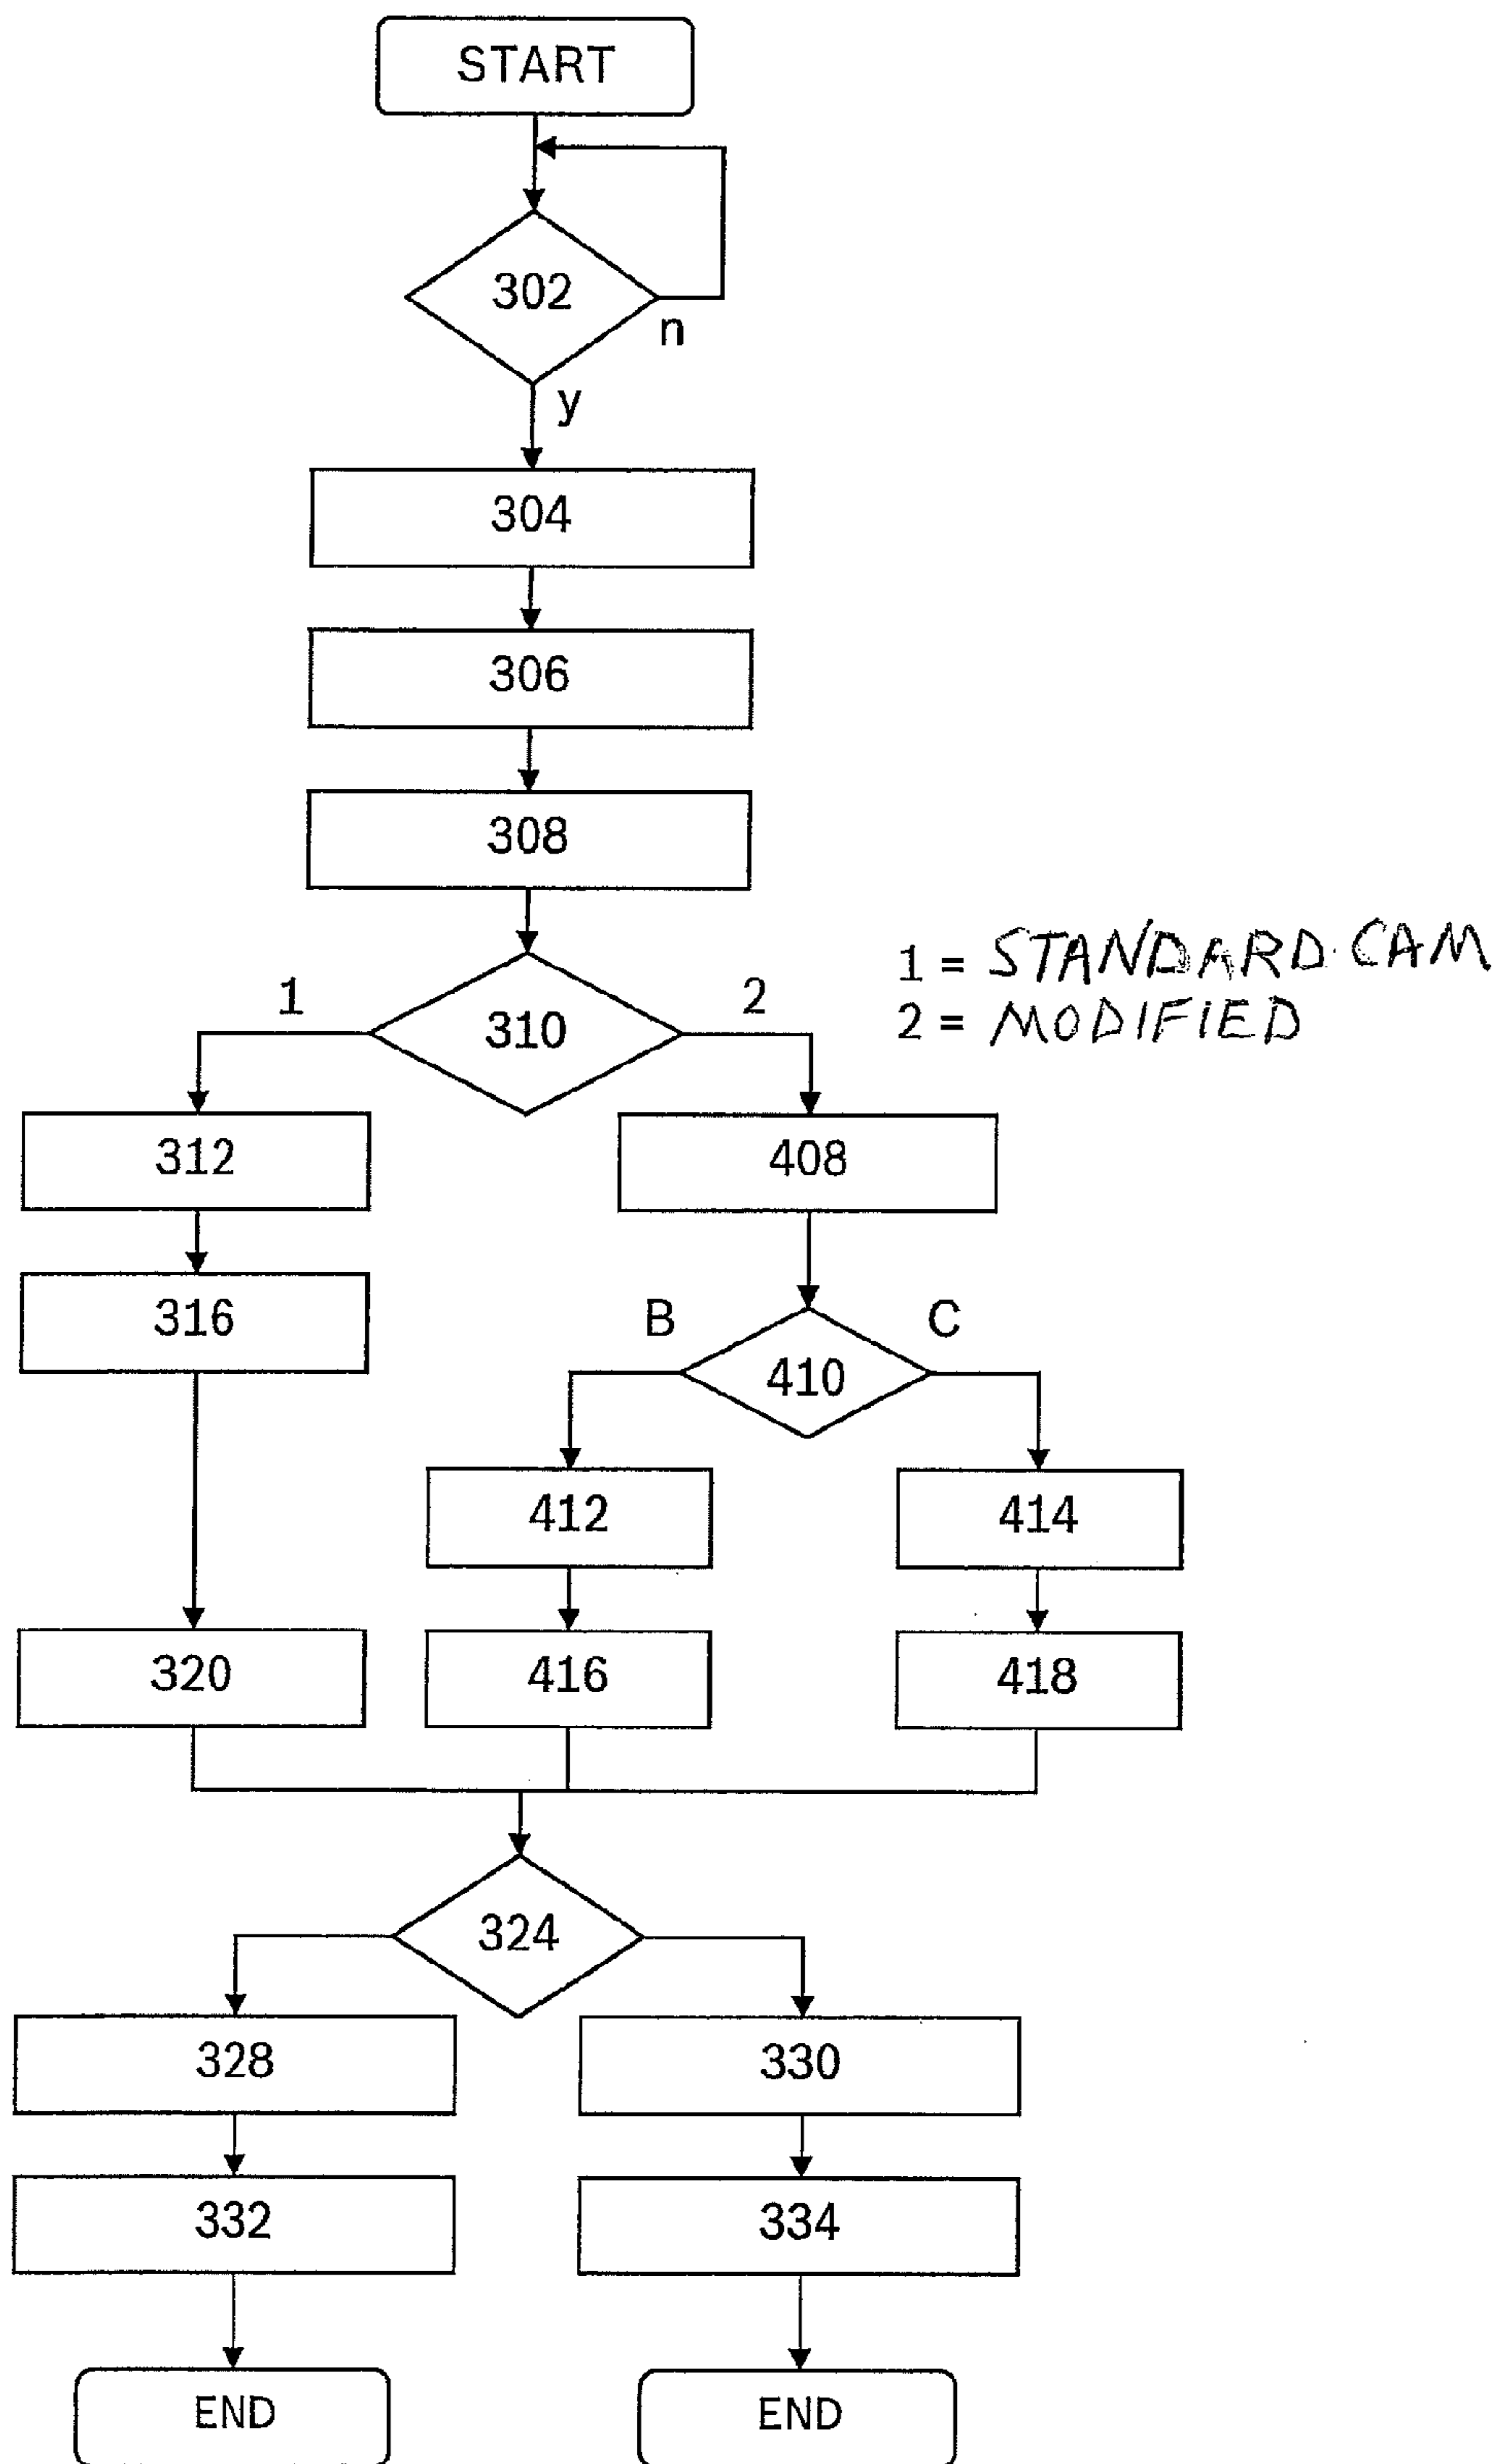 START
302
n
y
304
306
308
1 = STANDARD CAM
2 = MODIFIED
1
2
310
312
408
316
B
C
410
412
414
320
416
418
324
328
330
332
334
END
END